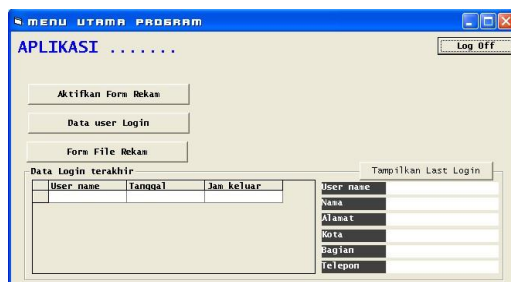 MENU UTAMA PROGRAM
APLIKASI .......
Log Off
Aktifkan Form Rekam
Data user Login
Form File Rekam
Data Login terakhir
Tampilkan Last Login
User name Tanggal Jam keluar
User name
Nama
Alamat
Kota
Bagian
Telepon